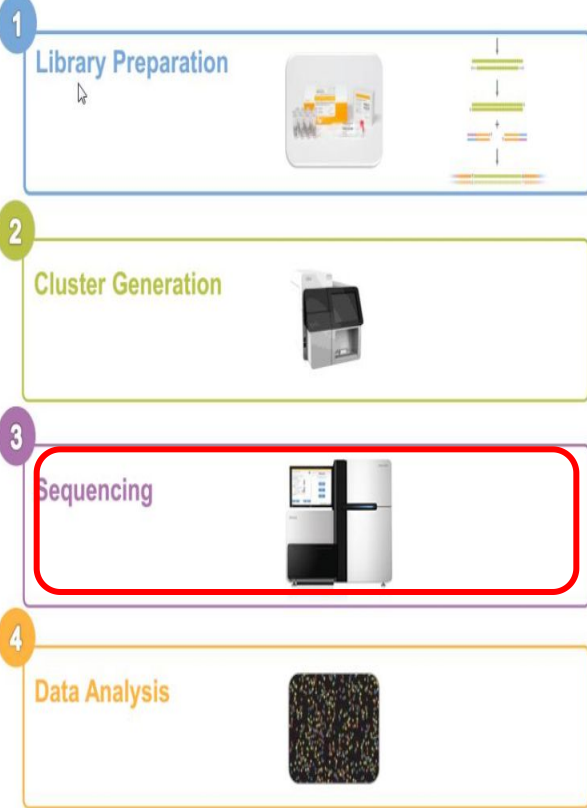 1
Library Preparation
2
Cluster Generation
3
Sequencing
4
Data Analysis